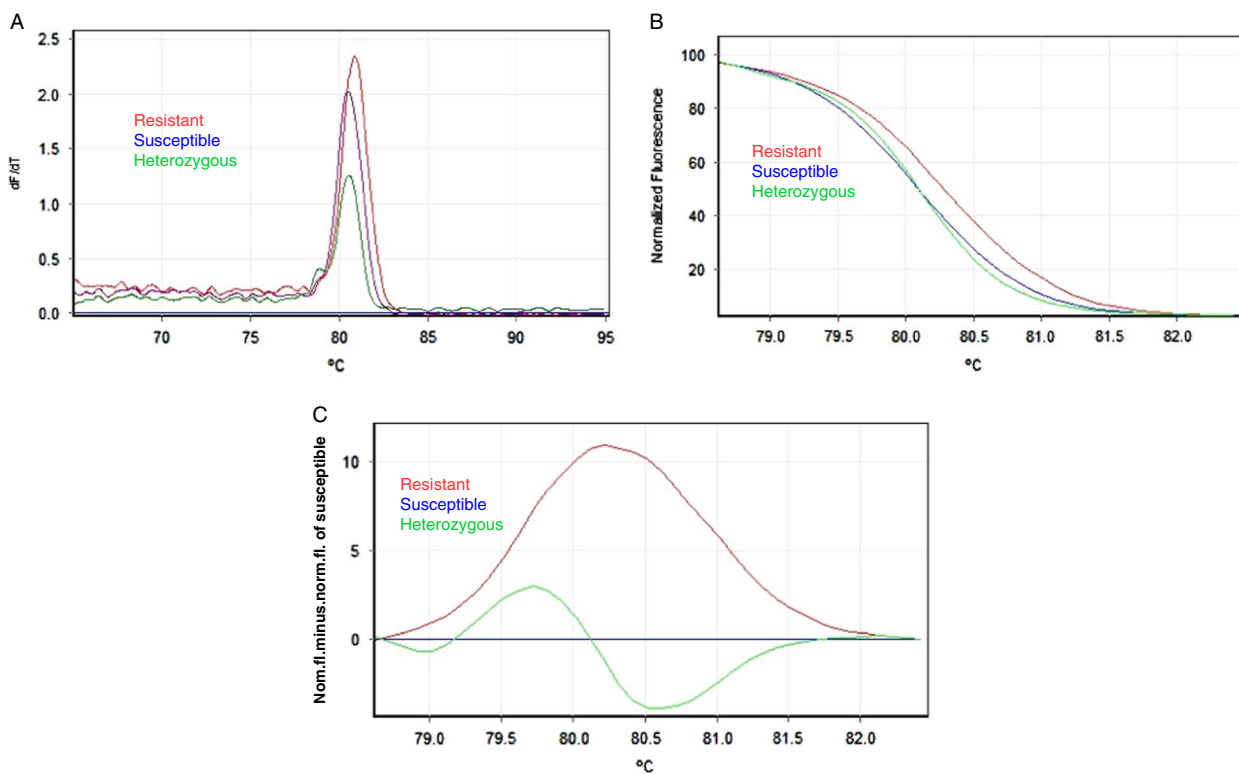 A
2.5
2.0
1.5
1.0
0.5
0.0
dF/dT
Resistant
Susceptible
Heterozygous
70 75 80 85 90 95
°C
B
100
80
60
40
20
Normalized Fluorescence
Resistant
Susceptible
Heterozygous
79.0 79.5 80.0 80.5 81.0 81.5 82.0
°C
C
10
5
0
Nom.fl.minus.norm.fl. of susceptible
Resistant
Susceptible
Heterozygous
79.0 79.5 80.0 80.5 81.0 81.5 82.0
°C